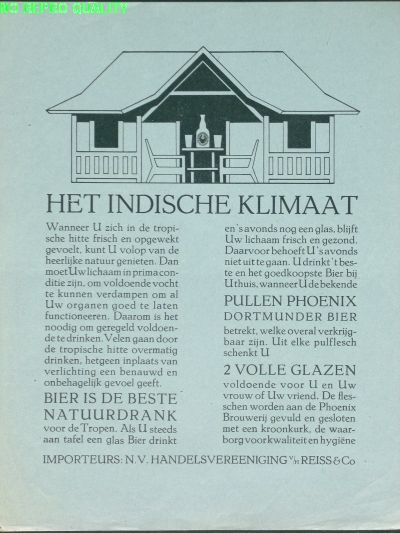 NO REPRO QUALITY
HET INDISCHE KLIMAAT
Wanneer U zich in de tropi-
sche hitte frisch en opgewekt
gevoelt, kunt U volop van de
heerlijke natuur genieten. Dan
moet Uw lichaam in prima con-
ditie zijn, om voldoende vocht
te kunnen verdampen om al
Uw organen goed te laten
functioneeren. Daarom is het
noodig om geregeld voldoen-
de te drinken. Velen gaan door
de tropische hitte overmatig
drinken, hetgeen inplaats van
verlichting een benauwd en
onbehagelijk gevoel geeft.
BIER IS DE BESTE
NATUURDRANK
voor de Tropen. Als U steeds
aan tafel een glas Bier drinkt
en 's avonds nog een glas, blijft
Uw lichaam frisch en gezond.
Daarvoor behoeft U 's avonds
niet uit te gaan. U drinkt 't bes-
te en het goedkoopste Bier bij
U thuis, wanneer U de bekende
PULLEN PHOENIX
DORTMUNDER BIER
betrekt, welke overal verkrijg-
baar zijn. Uit elke pulflesch
schenkt U
2 VOLLE GLAZEN
voldoende voor U en Uw
vrouw of Uw vriend. De fles-
schen worden aan de Phoenix
Brouwerij gevuld en gesloten
met een kroonkurk, de waar-
borg voor kwaliteit en hygiëne
IMPORTEURS: N.V. HANDELSVEREENIGING v/h REISS & Co